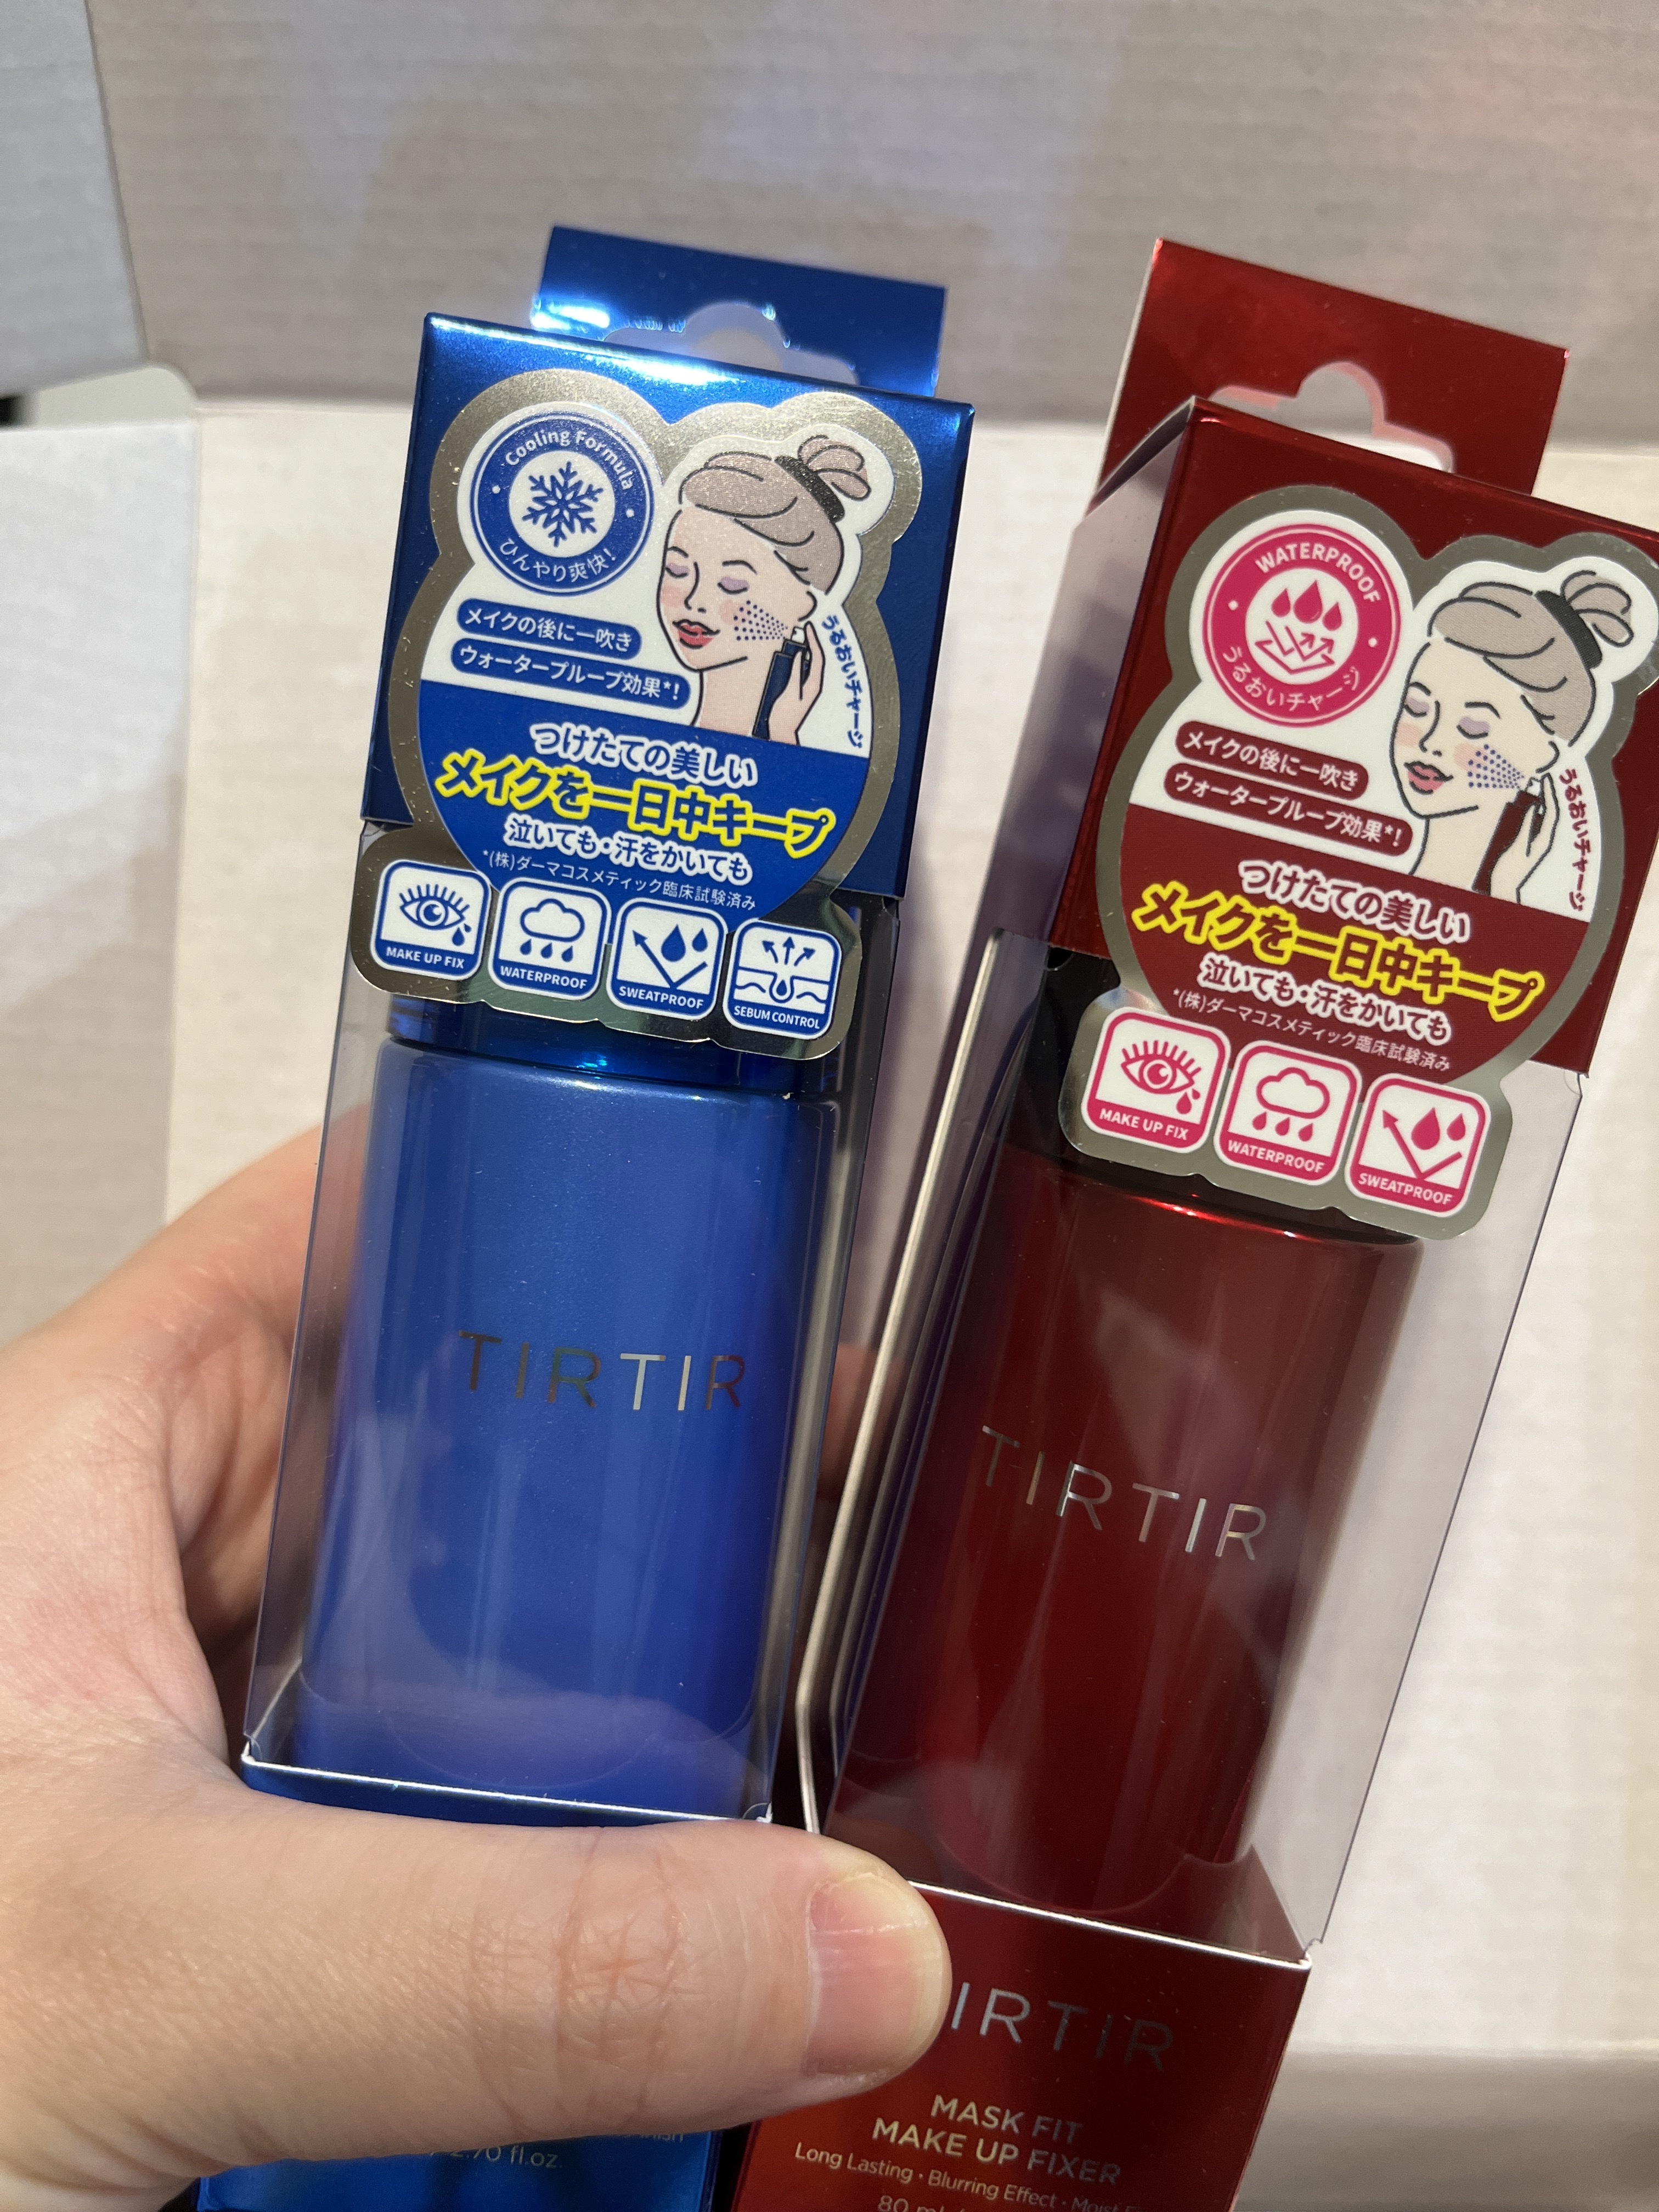 Cooling Formula
ひんやり爽快!
メイクの後に一吹き
ウォータープルーフ効果*!
うるおいチャージ
つけたての美しい
メイクを一日中キープ
泣いても・汗をかいても
*(株)ダーマコスメティック臨床試験済み
MAKE UP FIX
WATERPROOF
SWEATPROOF
SEBUM CONTROL
TIRTIR
2.70 fl.oz.
WATERPROOF
うるおいチャージ
メイクの後に一吹き
ウォータープルーフ効果*!
うるおいチャージ
つけたての美しい
メイクを一日中キープ
泣いても・汗をかいても
*(株)ダーマコスメティック臨床試験済み
MAKE UP FIX
WATERPROOF
SWEATPROOF
TIRTIR
IRTIR
MASK FIT
MAKE UP FIXER
Long Lasting · Blurring Effect · Moist
80 ml